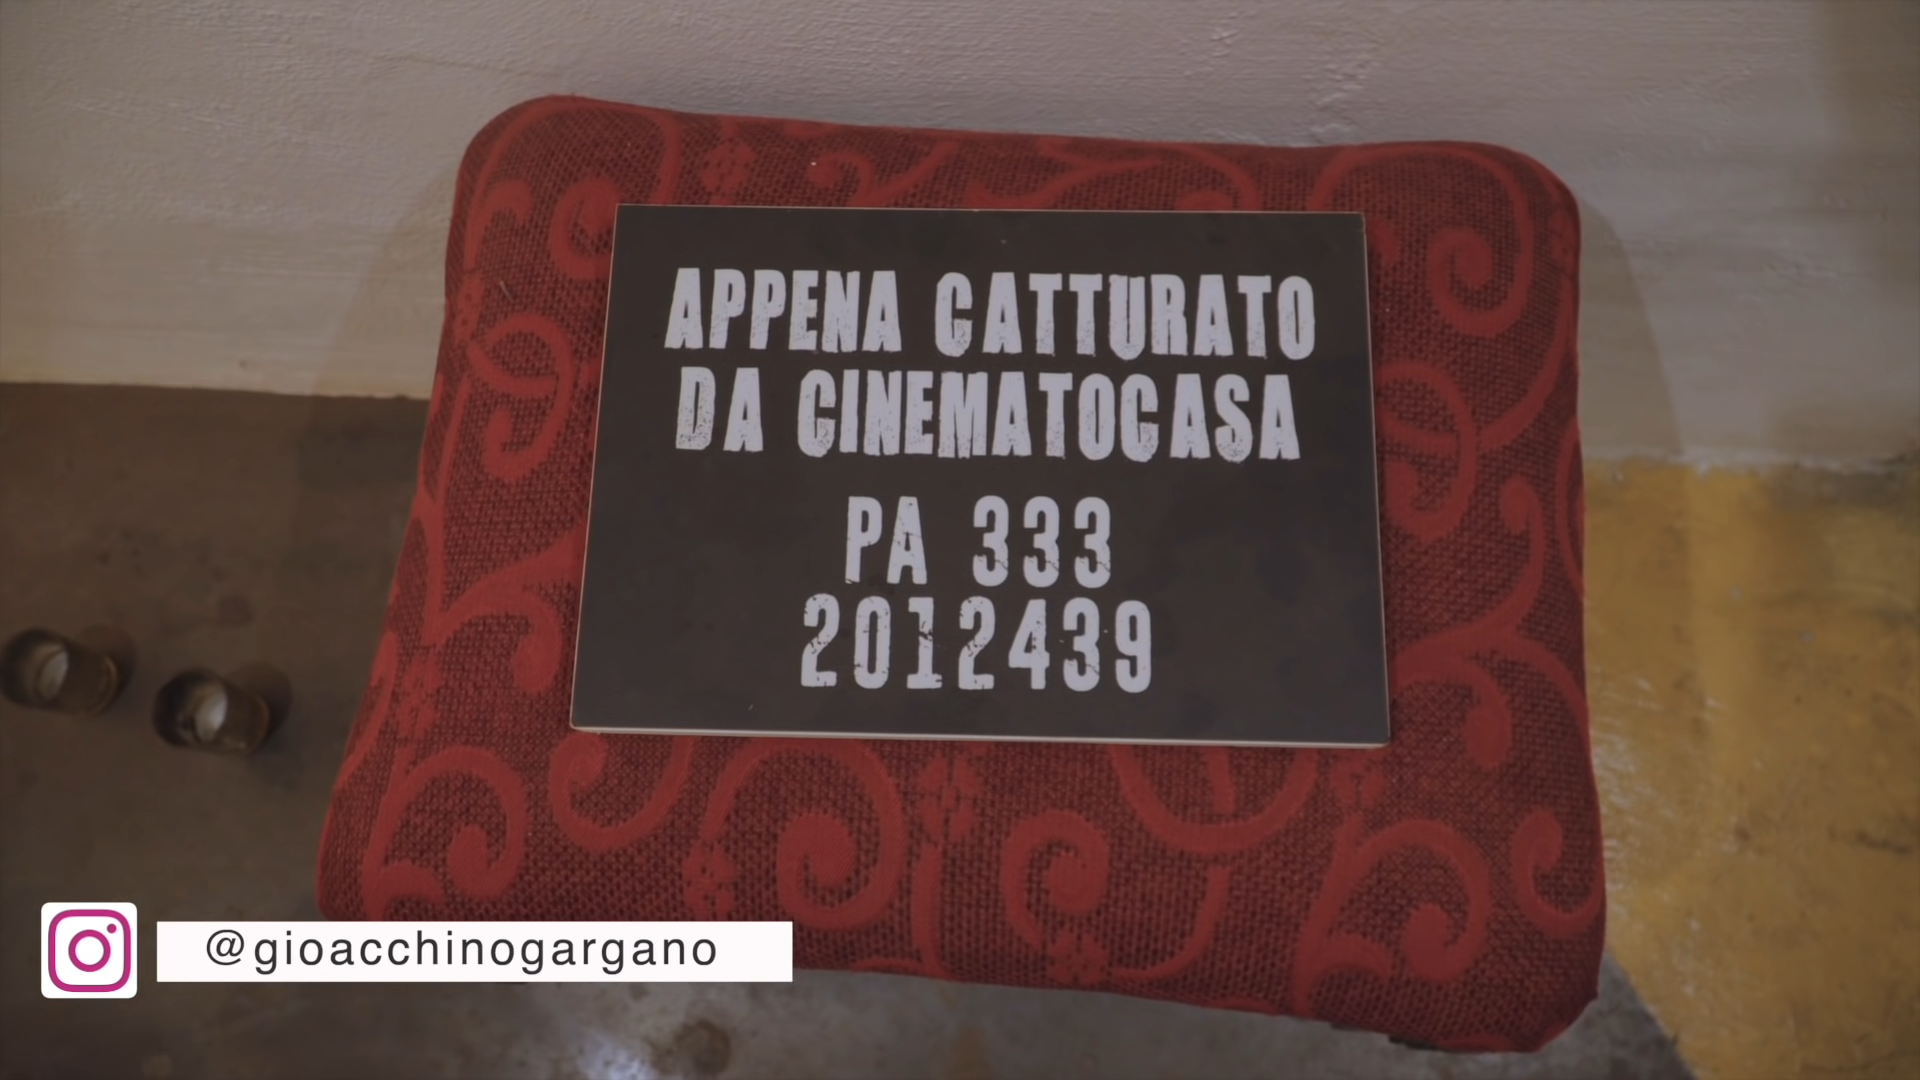 APPENA CATTURATO
DA CINEMATOCASA
PA 333
2012439
@gioacchinogargano